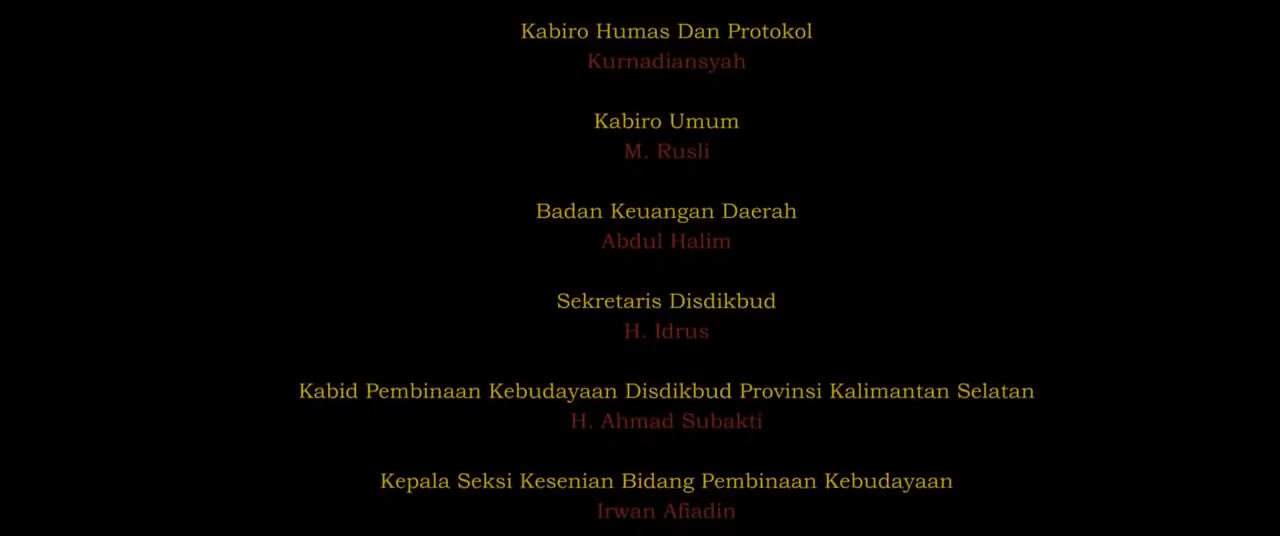 Kabiro Humas Dan Protokol
Kurnadiansyah
Kabiro Umum
M. Rusli
Badan Keuangan Daerah
Abdul Halim
Sekretaris Disdikbud
H. Idrus
Kabid Pembinaan Kebudayaan Disdikbud Provinsi Kalimantan Selatan
H. Ahmad Subakti
Kepala Seksi Kesenian Bidang Pembinaan Kebudayaan
Irwan Afiadin